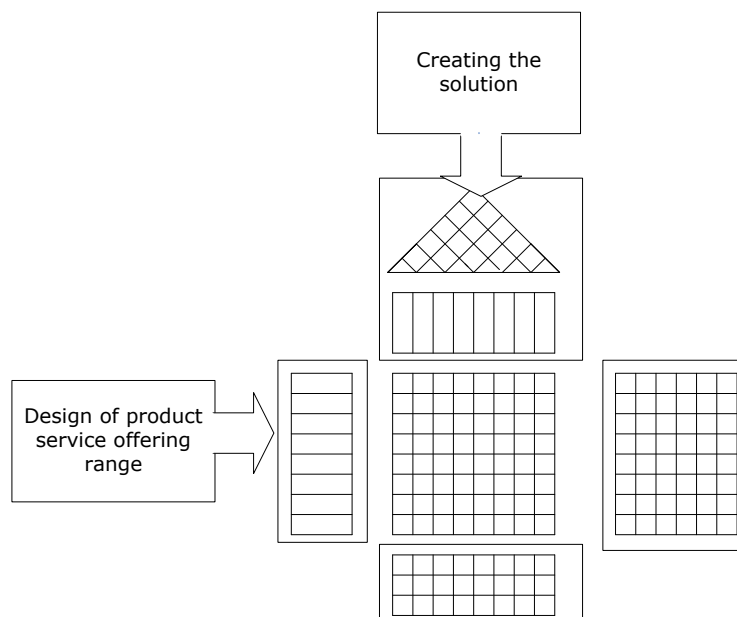 Creating the
solution
Design of product
service offering
range